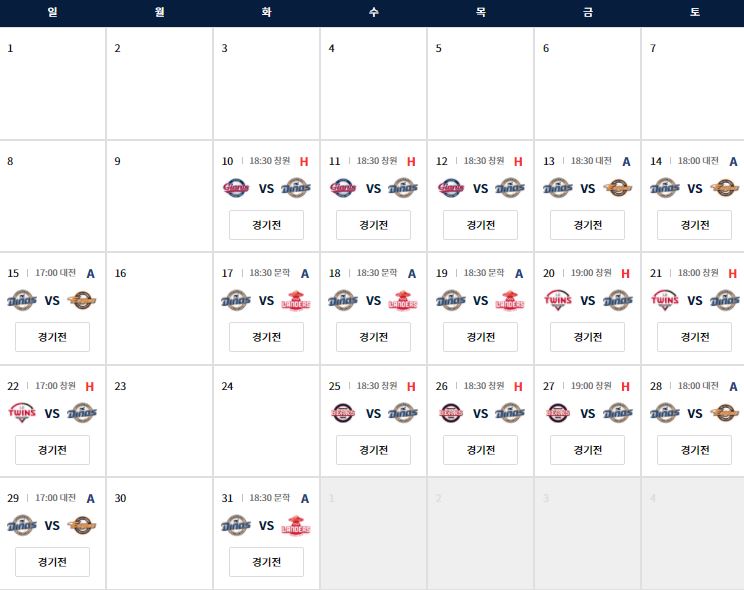 일 월 화 수 목 금 토
1 2 3 4 5 6 7
8 9 10 18:30 창원 H 11 18:30 창원 H 12 18:30 창원 H 13 18:30 대전 A 14 18:00 대전 A
Giants VS DINOS Giants VS DINOS Giants VS DINOS DINOS VS DINOS VS
경기전 경기전 경기전 경기전 경기전
15 17:00 대전 A 16 17 18:30 문학 A 18 18:30 문학 A 19 18:30 문학 A 20 19:00 창원 H 21 18:00 창원 H
DINOS VS DINOS VS LANDERS DINOS VS LANDERS DINOS VS LANDERS TWINS VS DINOS TWINS VS DINOS
경기전 경기전 경기전 경기전 경기전 경기전
22 17:00 창원 H 23 24 25 18:30 창원 H 26 18:30 창원 H 27 19:00 창원 H 28 18:00 대전 A
TWINS VS DINOS VS DINOS VS DINOS VS DINOS DINOS VS
경기전 경기전 경기전 경기전 경기전
29 17:00 대전 A 30 31 18:30 문학 A 1 2 3 4
DINOS VS DINOS VS LANDERS
경기전 경기전